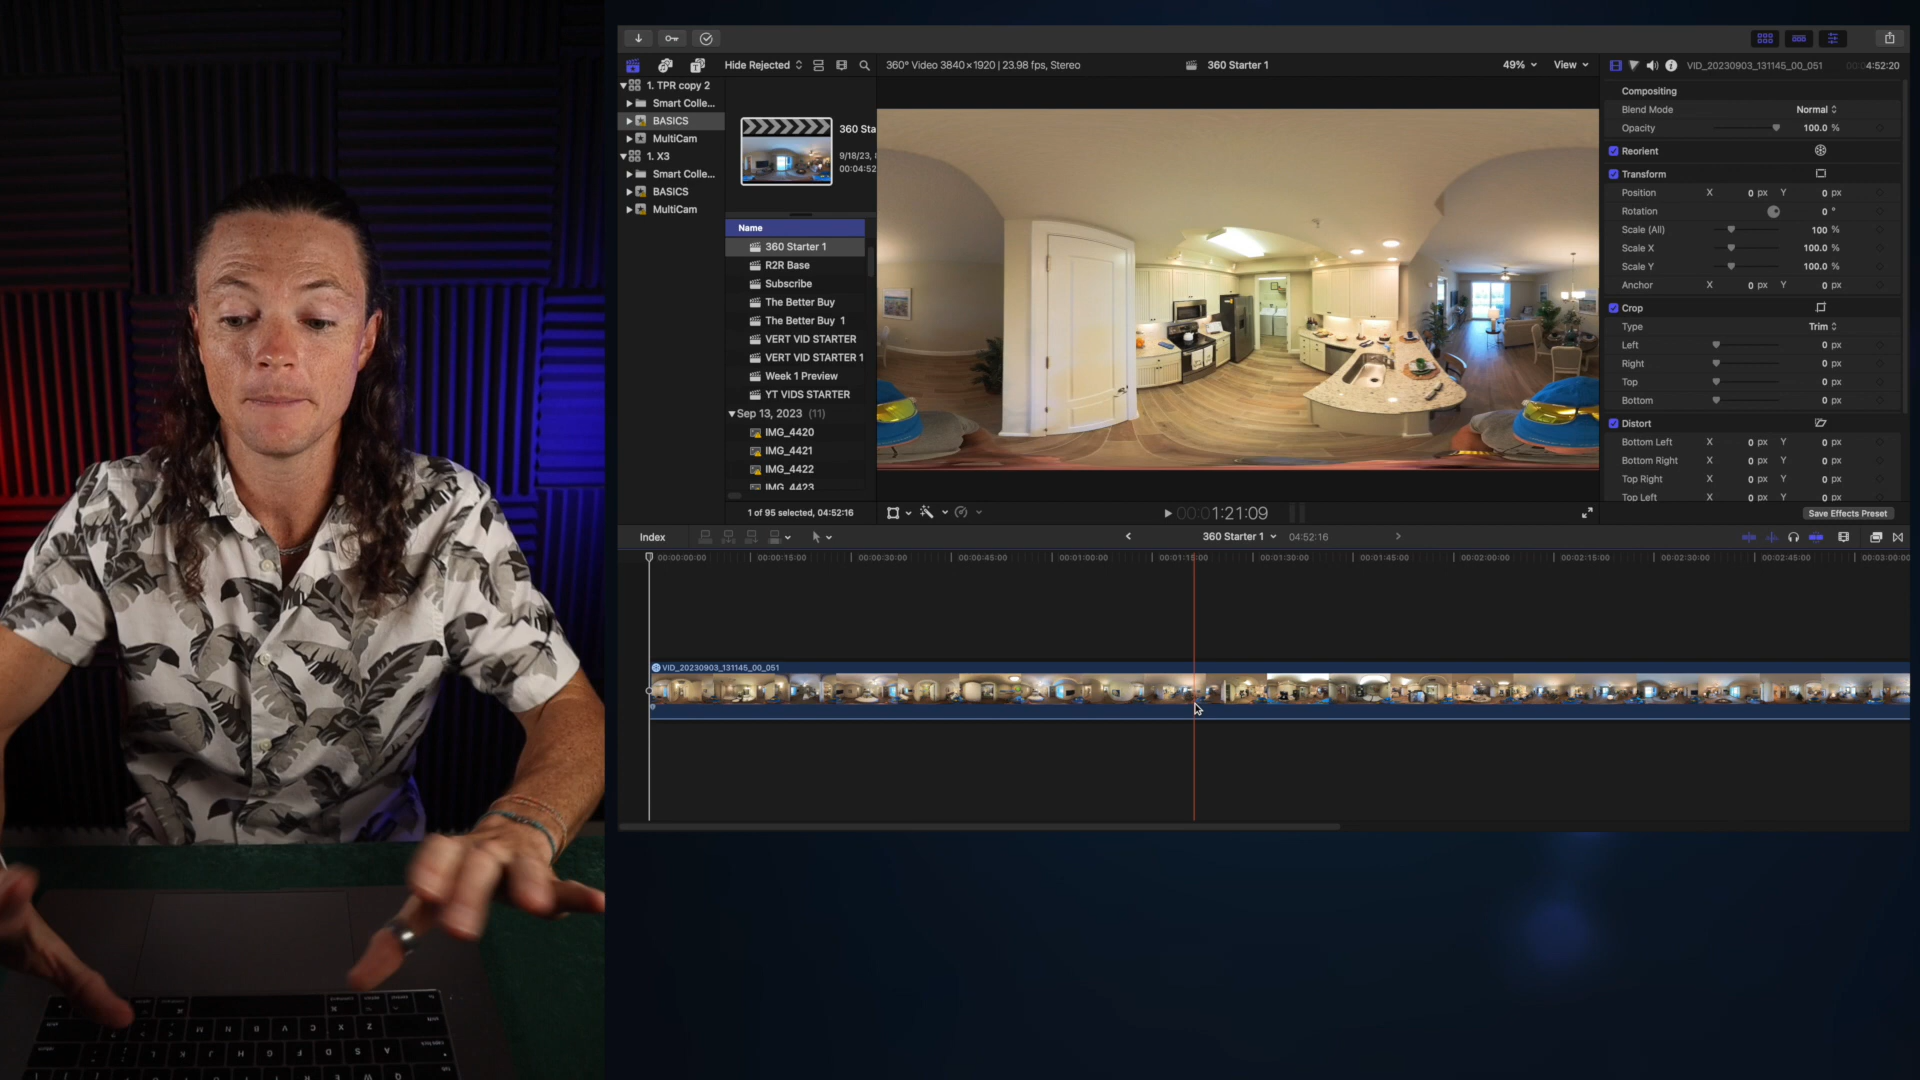 Hide Rejected
360° Video 3840×1920 | 23.98 fps, Stereo
360 Starter 1
49%
View
VID_20230903_131145_00_051
4:52:20
1. TPR copy 2
Smart Colle...
BASICS
MultiCam
1. X3
Smart Colle...
BASICS
MultiCam
360 Sta
9/18/23,
00:04:52
Name
360 Starter 1
R2R Base
Subscribe
The Better Buy
The Better Buy 1
VERT VID STARTER
VERT VID STARTER 1
Week 1 Preview
YT VIDS STARTER
Sep 13, 2023 (11)
IMG_4420
IMG_4421
IMG_4422
IMG_4423
1 of 95 selected, 04:52:16
00:00:01:21:09
Compositing
Blend Mode Normal
Opacity 100.0 %
Reorient
Transform
Position X 0 px Y 0 px
Rotation 0 °
Scale (All) 100 %
Scale X 100.0 %
Scale Y 100.0 %
Anchor X 0 px Y 0 px
Crop
Type Trim
Left 0 px
Right 0 px
Top 0 px
Bottom 0 px
Distort
Bottom Left X 0 px Y 0 px
Bottom Right X 0 px Y 0 px
Top Right X 0 px Y 0 px
Top Left X 0 px Y 0 px
Save Effects Preset
Index
360 Starter 1
04:52:16
00:00:00:00 00:00:15:00 00:00:30:00 00:00:45:00 00:01:00:00 00:01:15:00 00:01:30:00 00:01:45:00 00:02:00:00 00:02:15:00 00:02:30:00 00:02:45:00 00:03:00:00
VID_20230903_131145_00_051